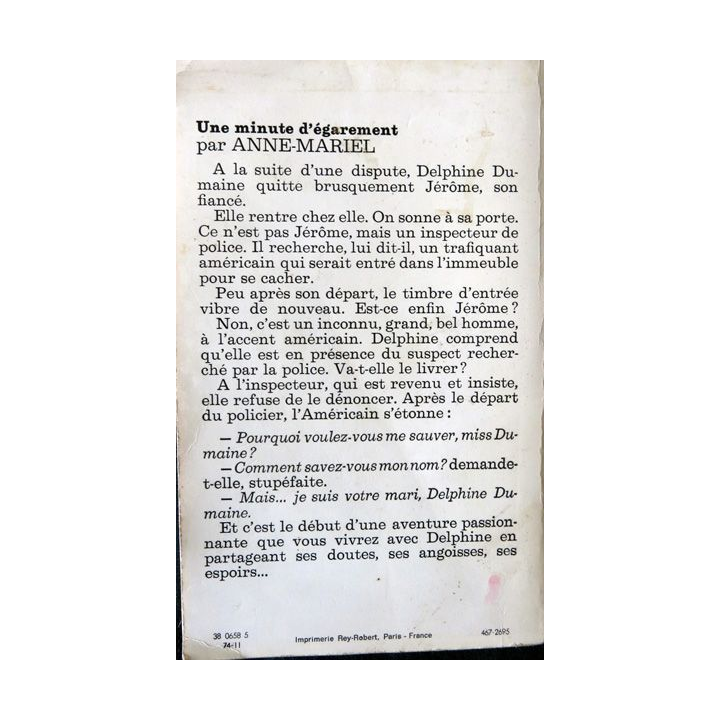 Une minute d'égarement
par ANNE-MARIEL
A la suite d'une dispute, Delphine Du-
maine quitte brusquement Jérôme, son
fiancé.
Elle rentre chez elle. On sonne à sa porte.
Ce n'est pas Jérôme, mais un inspecteur de
police. Il recherche, lui dit-il, un trafiquant
américain qui serait entré dans l'immeuble
pour se cacher.
Peu après son départ, le timbre d'entrée
vibre de nouveau. Est-ce enfin Jérôme ?
Non, c'est un inconnu, grand, bel homme,
à l'accent américain. Delphine comprend
qu'elle est en présence du suspect recher-
ché par la police. Va-t-elle le livrer ?
A l'inspecteur, qui est revenu et insiste,
elle refuse de le dénoncer. Après le départ
du policier, l'Américain s'étonne :
— Pourquoi voulez-vous me sauver, miss Du-
maine ?
— Comment savez-vous mon nom ? demande-
t-elle, stupéfaite.
— Mais... je suis votre mari, Delphine Du-
maine.
Et c'est le début d'une aventure passion-
nante que vous vivrez avec Delphine en
partageant ses doutes, ses angoisses, ses
espoirs...
38 0658 5
74-11
Imprimerie Rey-Robert, Paris - France
467-2695